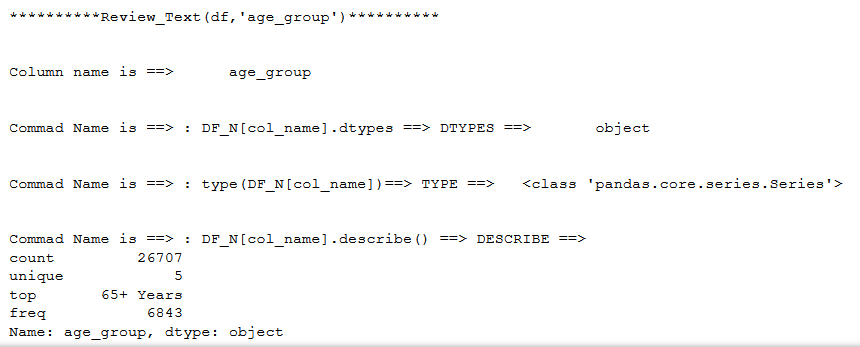 **********Review_Text(df,'age_group')**********
Column name is ==>      age_group
Commad Name is ==> : DF_N[col_name].dtypes ==> DTYPES ==>       object
Commad Name is ==> : type(DF_N[col_name])==> TYPE ==>   <class 'pandas.core.series.Series'>
Commad Name is ==> : DF_N[col_name].describe() ==> DESCRIBE ==>
count         26707
unique            5
top       65+ Years
freq           6843
Name: age_group, dtype: object